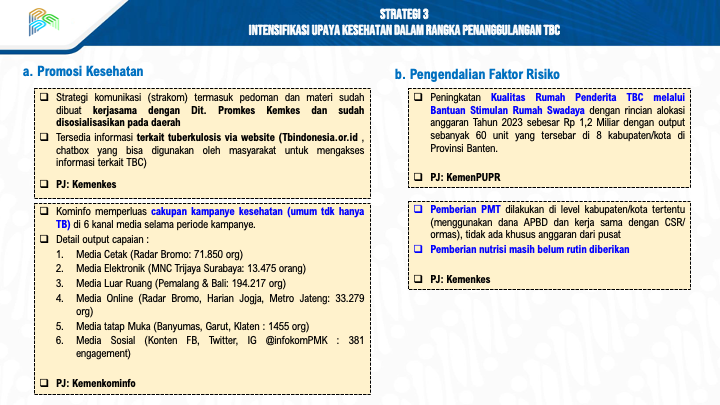 STRATEGI 3
INTENSIFIKASI UPAYA KESEHATAN DALAM RANGKA PENANGGULANGAN TBC
a. Promosi Kesehatan
❑ Strategi komunikasi (strakom) termasuk pedoman dan materi sudah
dibuat kerjasama dengan Dit. Promkes Kemkes dan sudah
disosialisasikan pada daerah
❑ Tersedia informasi terkait tuberkulosis via website (Tbindonesia.or.id ,
chatbox yang bisa digunakan oleh masyarakat untuk mengakses
informasi terkait TBC)
❑ PJ: Kemenkes
❑ Kominfo memperluas cakupan kampanye kesehatan (umum tdk hanya
TB) di 6 kanal media selama periode kampanye.
❑ Detail output capaian :
1. Media Cetak (Radar Bromo: 71.850 org)
2. Media Elektronik (MNC Trijaya Surabaya: 13.475 orang)
3. Media Luar Ruang (Pemalang & Bali: 194.217 org)
4. Media Online (Radar Bromo, Harian Jogja, Metro Jateng: 33.279
org)
5. Media tatap Muka (Banyumas, Garut, Klaten : 1455 org)
6. Media Sosial (Konten FB, Twitter, IG @infokomPMK : 381
engagement)
❑ PJ: Kemenkominfo
b. Pengendalian Faktor Risiko
❑ Peningkatan Kualitas Rumah Penderita TBC melalui
Bantuan Stimulan Rumah Swadaya dengan rincian alokasi
anggaran Tahun 2023 sebesar Rp 1,2 Miliar dengan output
sebanyak 60 unit yang tersebar di 8 kabupaten/kota di
Provinsi Banten.
❑ PJ: KemenPUPR
❑ Pemberian PMT dilakukan di level kabupaten/kota tertentu
(menggunakan dana APBD dan kerja sama dengan CSR/
ormas), tidak ada khusus anggaran dari pusat
❑ Pemberian nutrisi masih belum rutin diberikan
❑ PJ: Kemenkes